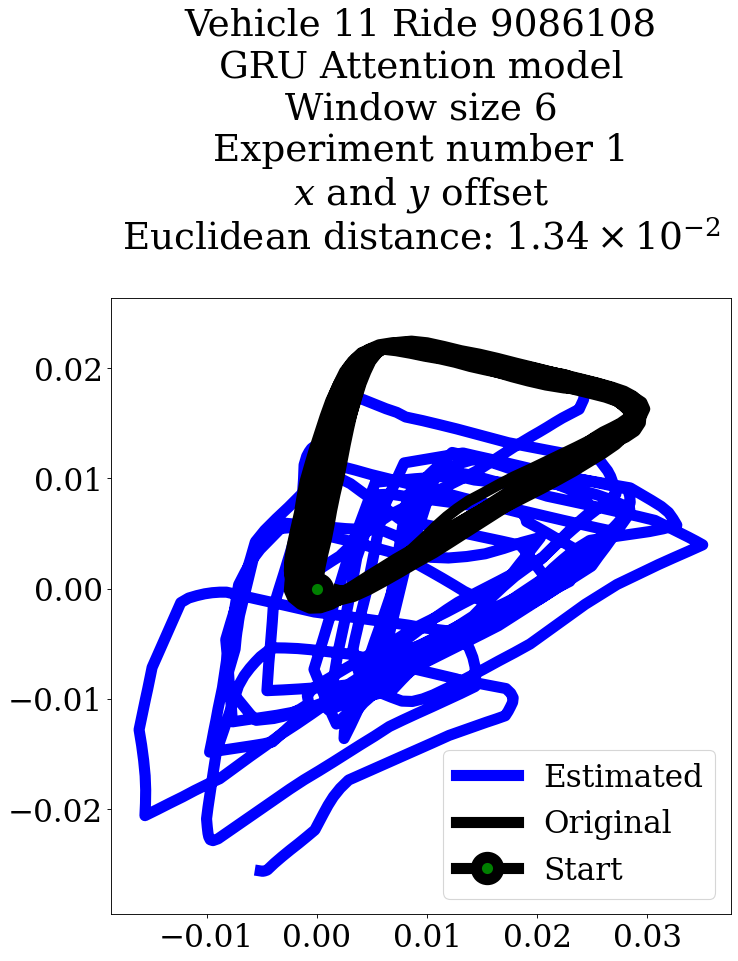 Vehicle 11 Ride 9086108
GRU Attention model
Window size 6
Experiment number 1
x and y offset
Euclidean distance: 1.34 × 10⁻²
0.02
0.01
0.00
−0.01
−0.02
−0.01 0.00 0.01 0.02 0.03
Estimated
Original
Start